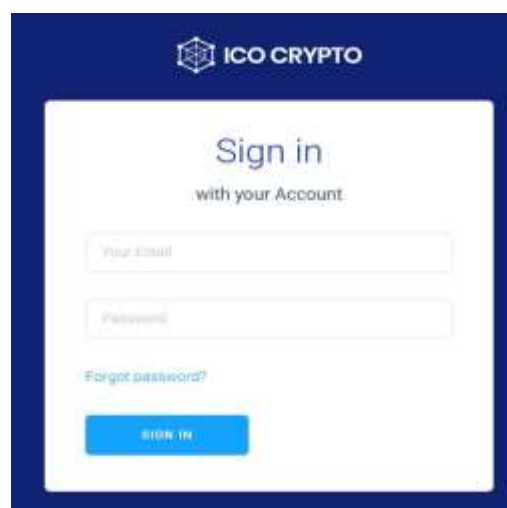 ICO CRYPTO
Sign in
with your Account
Your Email
Password
Forgot password?
SIGN IN